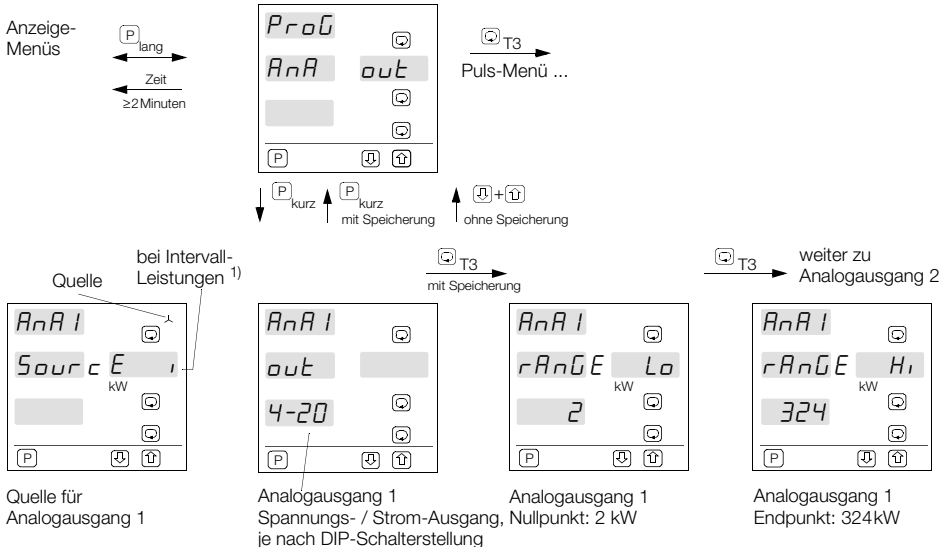 Anzeige-
Menüs
P lang
Zeit
≥2 Minuten
ProG
AnA out
P
T3
Puls-Menü ...
P kurz
P kurz
mit Speicherung
+
ohne Speicherung
Quelle
bei Intervall-
Leistungen 1)
T3
mit Speicherung
T3
weiter zu
Analogausgang 2
AnA1
SourcE ı
kW
P
Quelle für
Analogausgang 1
AnA1
out
4-20
P
Analogausgang 1
Spannungs- / Strom-Ausgang,
je nach DIP-Schalterstellung
AnA1
rAnGE Lo
kW
2
P
Analogausgang 1
Nullpunkt: 2 kW
AnA1
rAnGE Hı
kW
324
P
Analogausgang 1
Endpunkt: 324kW